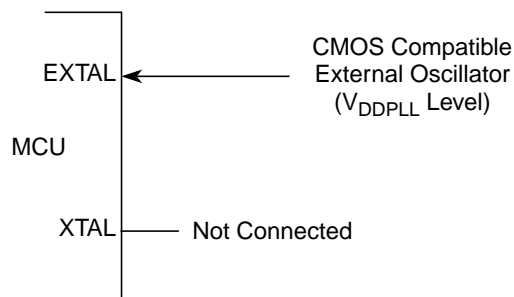 CMOS Compatible
EXTAL External Oscillator
(VDDPLL Level)
MCU
XTAL Not Connected